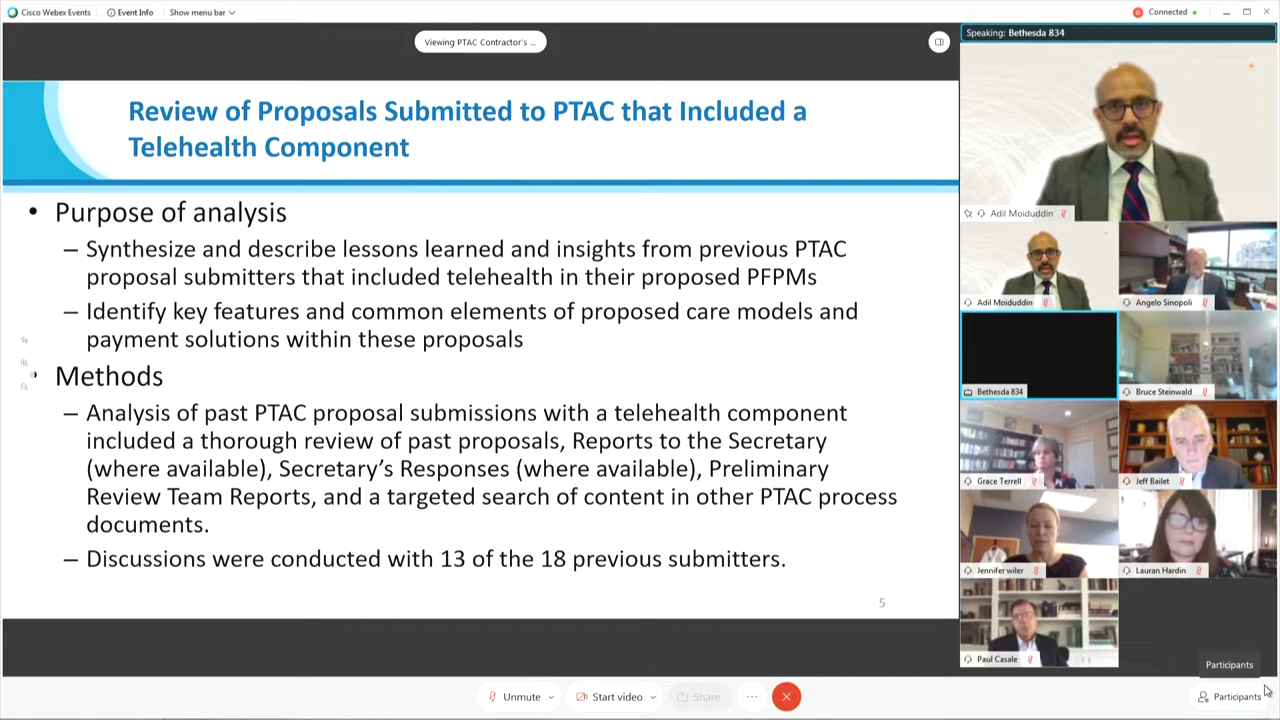 Cisco Webex Events
Event Info
Show menu bar
Connected
Viewing PTAC Contractor's ...
Speaking: Bethesda 834
Review of Proposals Submitted to PTAC that Included a
Telehealth Component
• Purpose of analysis
– Synthesize and describe lessons learned and insights from previous PTAC
proposal submitters that included telehealth in their proposed PFPMs
– Identify key features and common elements of proposed care models and
payment solutions within these proposals
Methods
– Analysis of past PTAC proposal submissions with a telehealth component
included a thorough review of past proposals, Reports to the Secretary
(where available), Secretary's Responses (where available), Preliminary
Review Team Reports, and a targeted search of content in other PTAC process
documents.
– Discussions were conducted with 13 of the 18 previous submitters.
5
Adil Moiduddin
Adil Moiduddin
Angelo Sinopoli
Bethesda 834
Bruce Steinwald
Grace Terrell
Jeff Bailet
Jennifer wiler
Lauran Hardin
Paul Casale
Participants
Unmute
Start video
Share
...
Participants